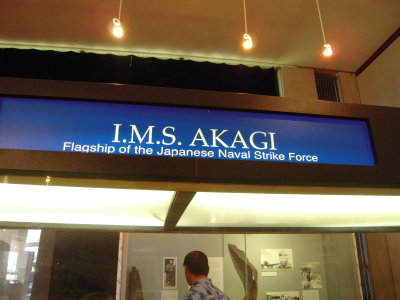 I.M.S. AKAGI
Flagship of the Japanese Naval Strike Force